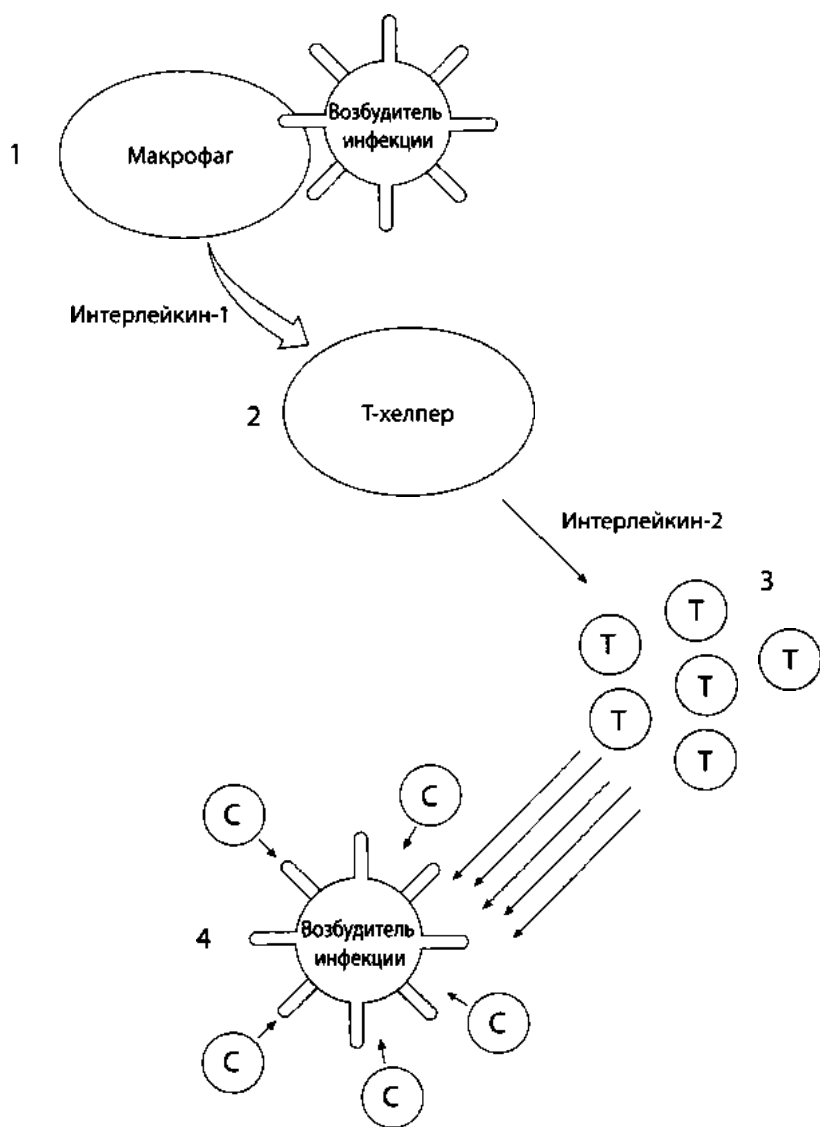 Возбудитель
инфекции
1
Макрофаг
Интерлейкин-1
2
Т-хелпер
Интерлейкин-2
3
Т
Т
Т
Т
Т
Т
С
С
4
Возбудитель
инфекции
С
С
С